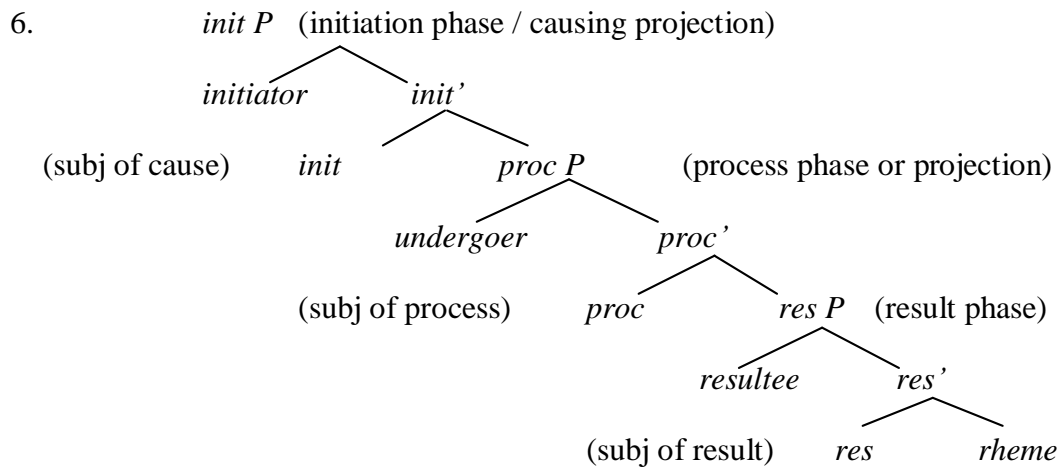 6. init P (initiation phase / causing projection)
initiator init’
(subj of cause) init proc P (process phase or projection)
undergoer proc’
(subj of process) proc res P (result phase)
resultee res’
(subj of result) res rheme